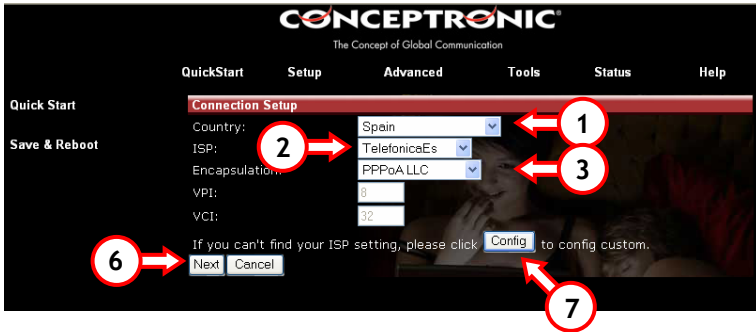 CONCEPTRONIC®
The Concept of Global Communication
QuickStart Setup Advanced Tools Status Help
Quick Start
Save & Reboot
Connection Setup
Country: Spain 1
2 ISP: TelefonicaEs
Encapsulation: PPPoA LLC 3
VPI: 8
VCI: 32
If you can't find your ISP setting, please click Config to config custom.
6 Next Cancel
7